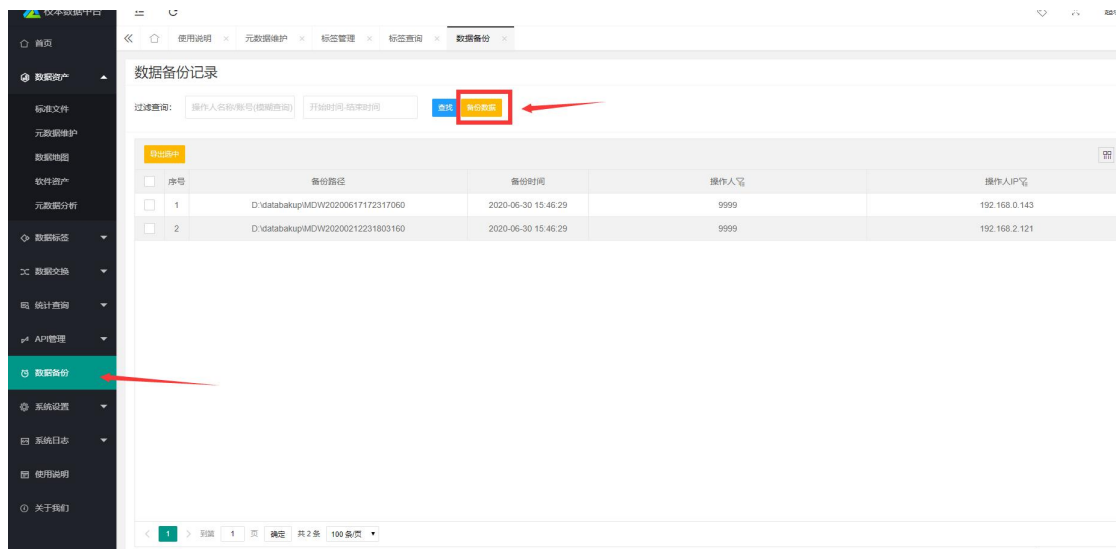 校本数据中台
首页
使用说明 × 元数据维护 × 标签管理 × 标签查询 × 数据备份 ×
数据资产
标准文件
元数据维护
数据地图
软件资产
元数据分析
数据标签
数据交换
统计查询
API管理
数据备份
系统设置
系统日志
使用说明
关于我们
数据备份记录
过滤查询: 操作人名称/账号(模糊查询) 开始时间-结束时间 查找 备份数据
导出选中
序号 备份路径 备份时间 操作人 操作人IP
1 D:\databakup\MDW20200617172317060 2020-06-30 15:46:29 9999 192.168.0.143
2 D:\databakup\MDW20200212231803160 2020-06-30 15:46:29 9999 192.168.2.121
1 到第 1 页 确定 共 2 条 100 条/页